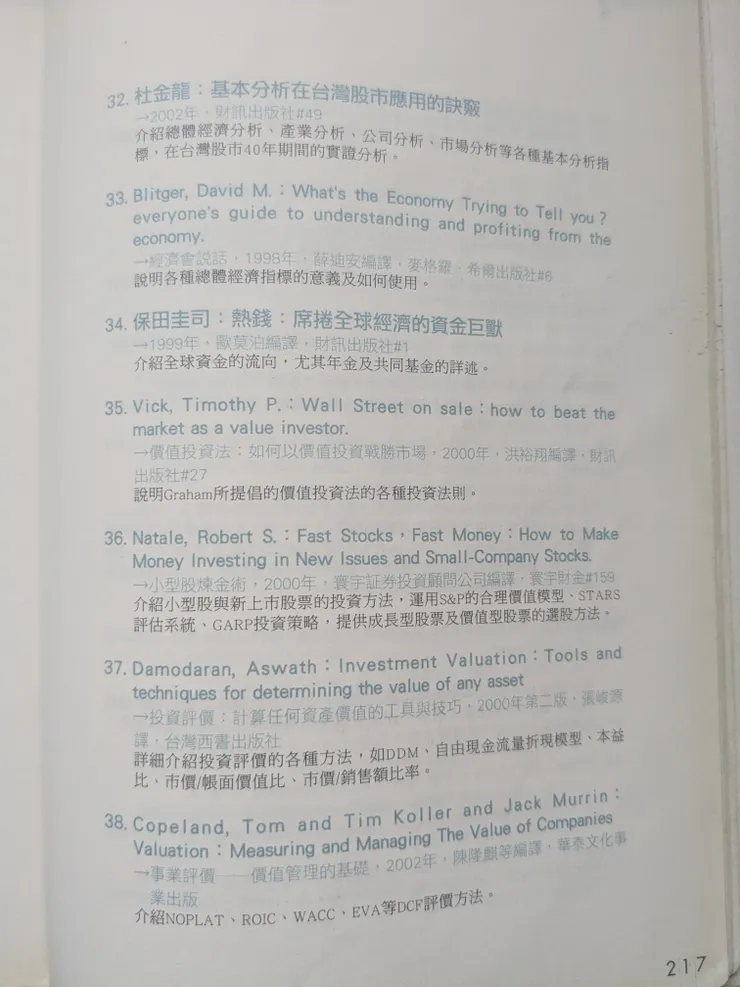 32. 杜金龍：基本分析在台灣股市應用的訣竅
→2002年，財訊出版社#49
介紹總體經濟分析、產業分析、公司分析、市場分析等各種基本分析指
標，在台灣股市40年期間的實證分析。
33. Blitger, David M.：What's the Economy Trying to Tell you？
everyone's guide to understanding and profiting from the
economy.
→經濟會説話，1998年，薛迪安編譯，麥格羅．希爾出版社#6
說明各種總體經濟指標的意義及如何使用。
34. 保田圭司：熱錢：席捲全球經濟的資金巨獸
→1999年、歐莫泊編譯，財訊出版社#1
介紹全球資金的流向，尤其年金及共同基金的詳述。
35. Vick, Timothy P.：Wall Street on sale：how to beat the
market as a value investor.
→價值投資法：如何以價值投資戰勝市場，2000年，洪裕翔編譯，財訊
出版社#27
說明Graham所提倡的價值投資法的各種投資法則。
36. Natale, Robert S.：Fast Stocks，Fast Money：How to Make
Money Investing in New Issues and Small-Company Stocks.
→小型股煉金術，2000年，寰宇証券投資顧問公司編譯．寰宇財金#159
介紹小型股與新上市股票的投資方法，運用S&P的合理價值模型、STARS
評估系統、GARP投資策略，提供成長型股票及價值型股票的選股方法。
37. Damodaran, Aswath：Investment Valuation：Tools and
techniques for determining the value of any asset
→投資評價：計算任何資產價值的工具與技巧，2000年第二版、張峻源
譯，台灣西書出版社
詳細介紹投資評價的各種方法，如DDM、自由現金流量折現模型、本益
比、市價/帳面價值比、市價/銷售額比率。
38. Copeland, Tom and Tim Koller and Jack Murrin：
Valuation：Measuring and Managing The Value of Companies
→事業評價——價值管理的基礎，2002年，陳隆麒等編譯、華泰文化事
業出版
介紹NOPLAT、ROIC、WACC、EVA等DCF評價方法。
217